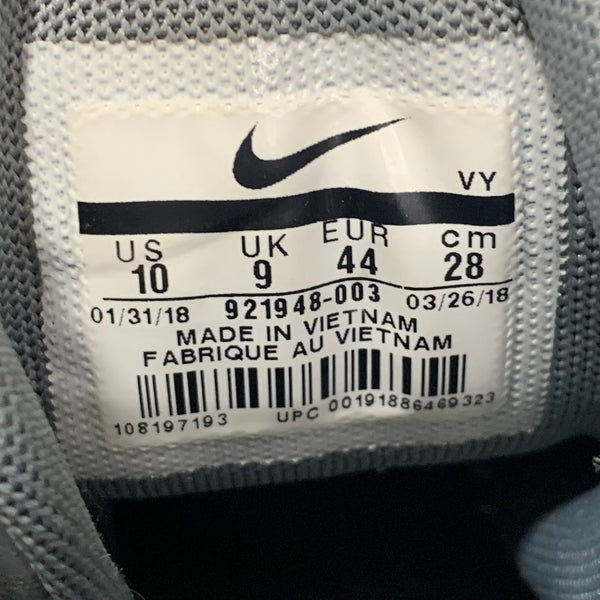 VY
US UK EUR cm
10 9 44 28
01/31/18 921948-003 03/26/18
MADE IN VIETNAM
FABRIQUE AU VIETNAM
108197193 UPC 00191886469323